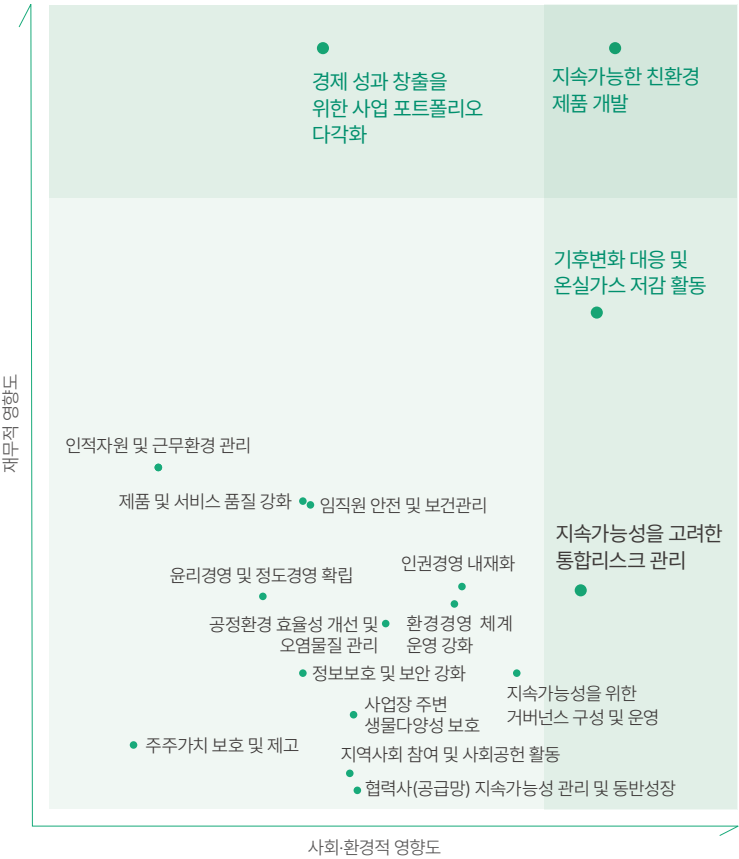 경제 성과 창출을
위한 사업 포트폴리오
다각화
지속가능한 친환경
제품 개발
기후변화 대응 및
온실가스 저감 활동
재무적 영향도
인적자원 및 근무환경 관리
제품 및 서비스 품질 강화
임직원 안전 및 보건관리
지속가능성을 고려한
통합리스크 관리
인권경영 내재화
윤리경영 및 정도경영 확립
공정환경 효율성 개선 및
오염물질 관리
환경경영 체계
운영 강화
정보보호 및 보안 강화
지속가능성을 위한
거버넌스 구성 및 운영
사업장 주변
생물다양성 보호
주주가치 보호 및 제고
지역사회 참여 및 사회공헌 활동
협력사(공급망) 지속가능성 관리 및 동반성장
사회·환경적 영향도